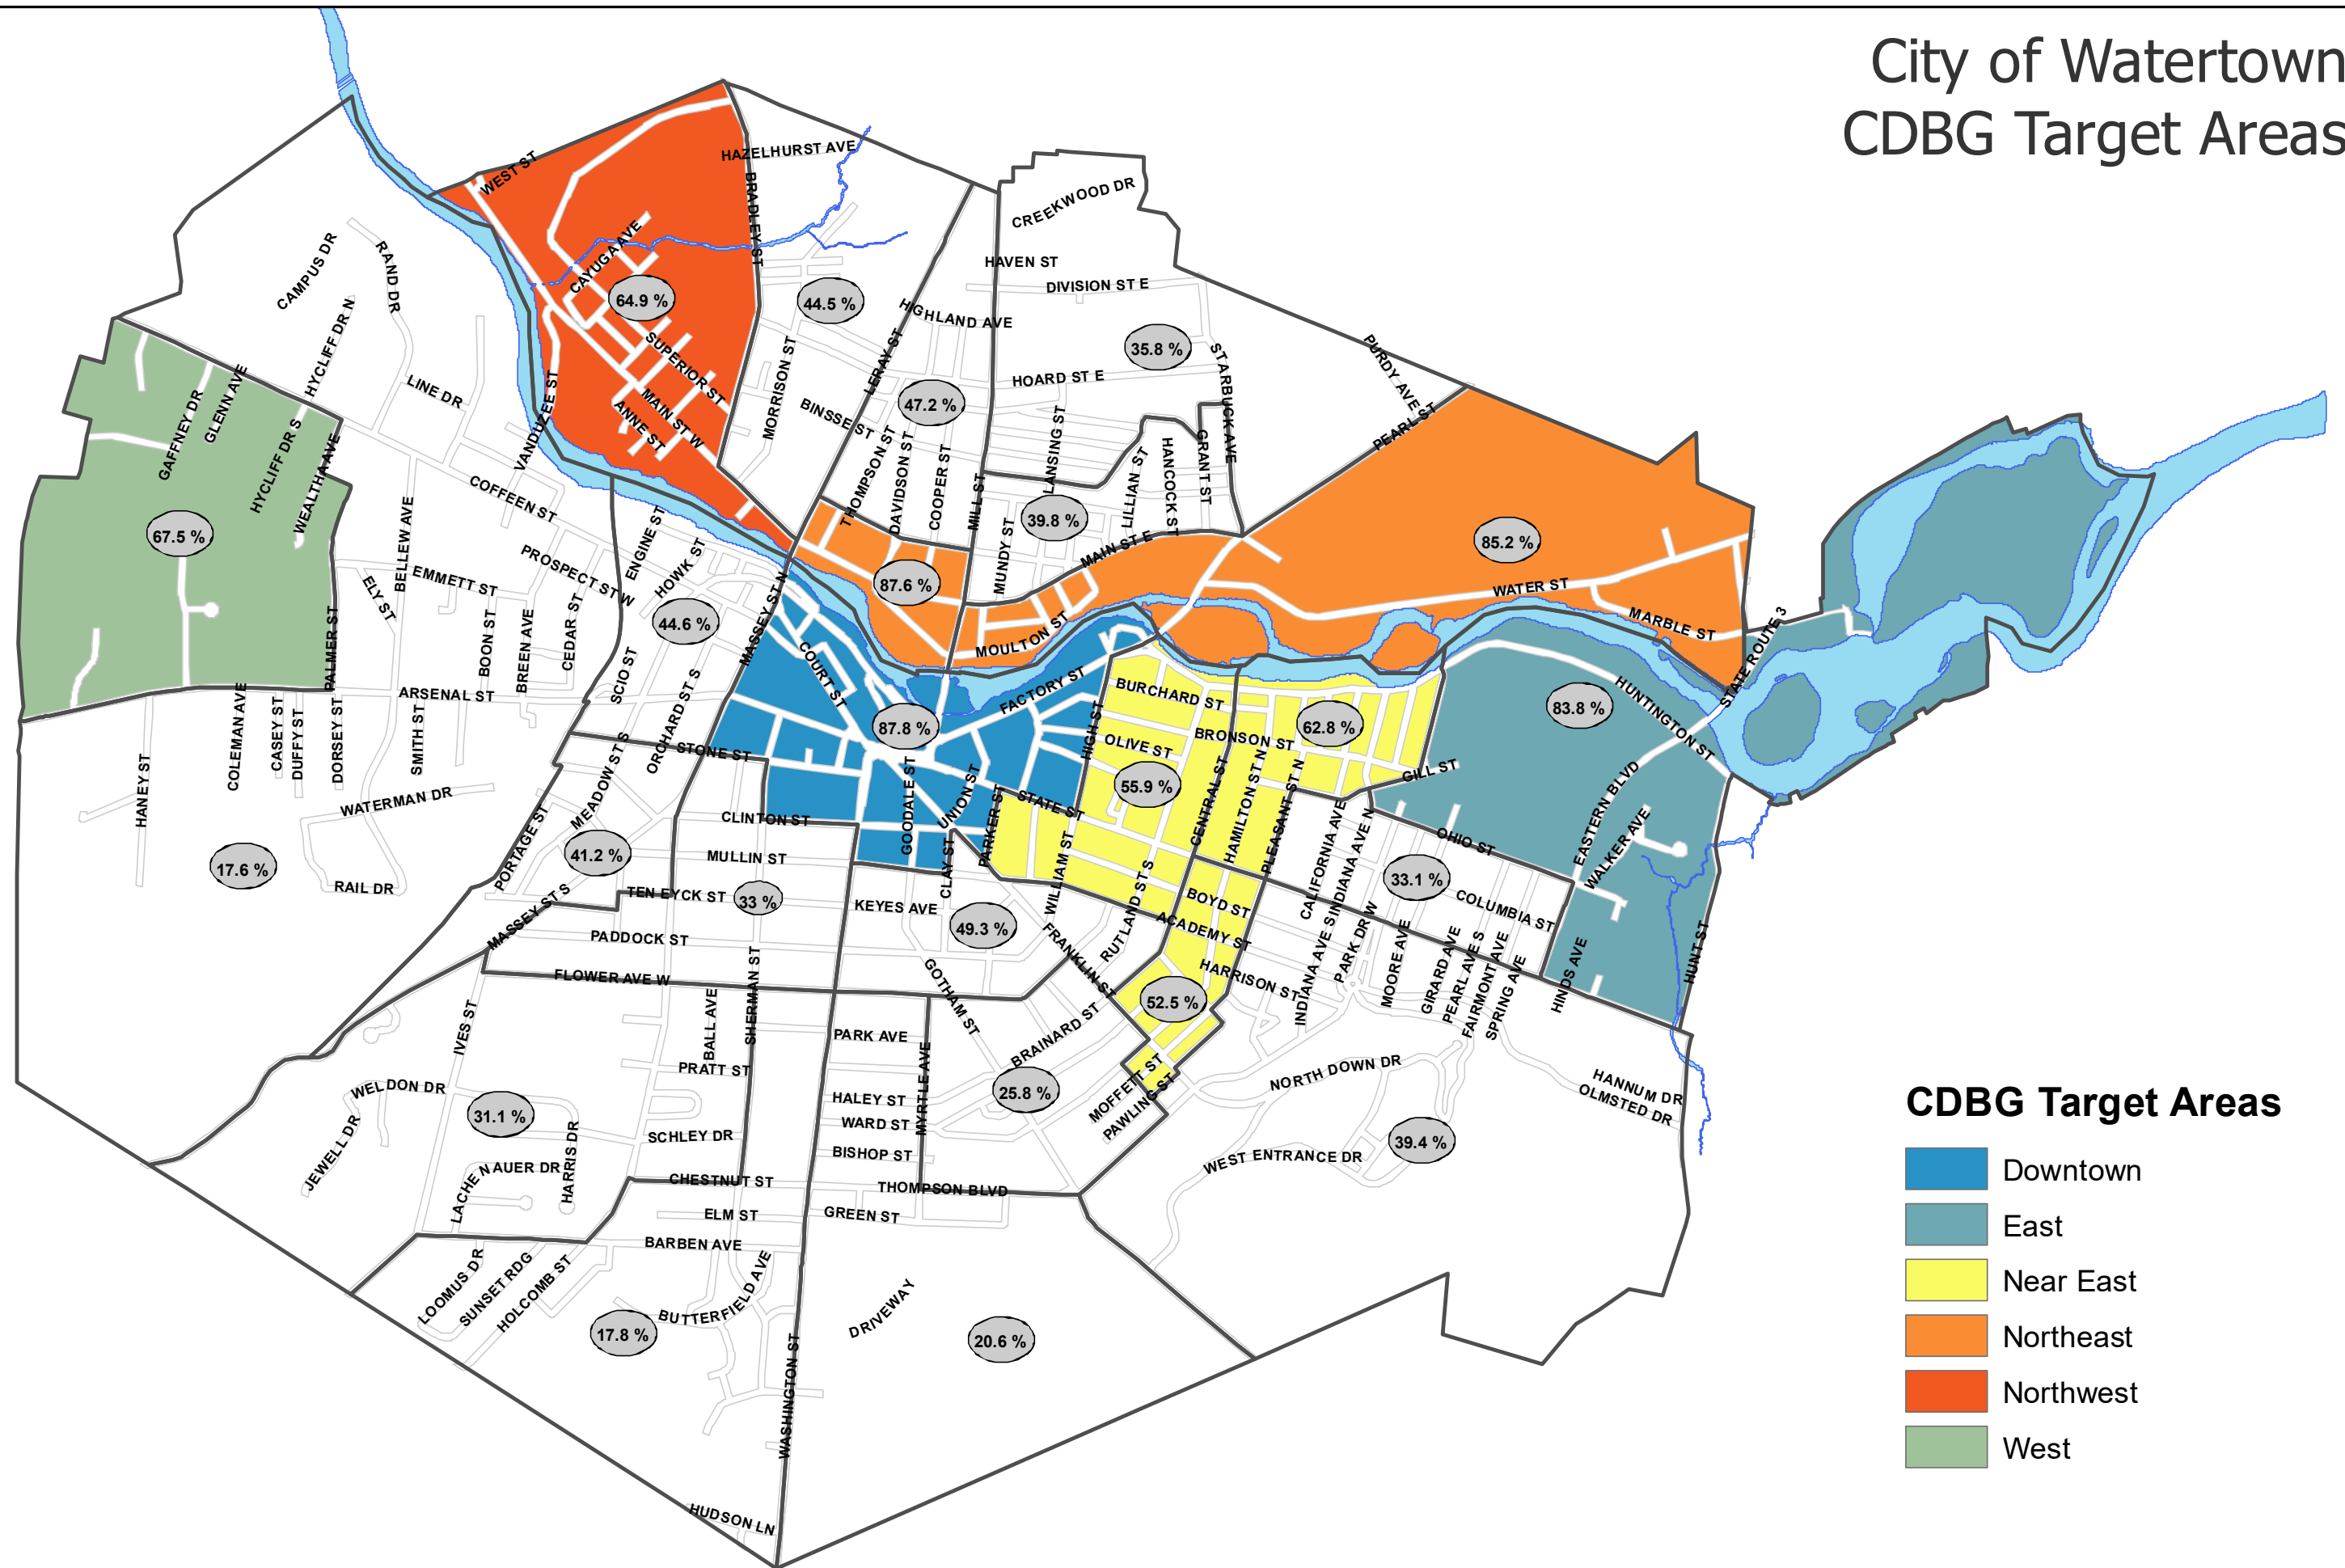 City of Watertown
CDBG Target Areas
WEST ST
HAZELHURST AVE
BRADLEY ST
CREEKWOOD DR
CAMPUS DR
RAND DR
CAYUGA AVE
HAVEN ST
DIVISION ST E
64.9 %
44.5 %
HYCLIFF DR N
HIGHLAND AVE
35.8 %
SUPERIOR ST
MORRISON ST
LERAY ST
HOARD ST E
STARBUCK AVE
PURDY AVE
PEARL ST
GAFFNEY DR
GLENN AVE
LINE DR
VANDUZEE ST
MAIN ST W
ANNE ST
BINSSE ST
47.2 %
HYCLIFF DR S
WEALTHA AVE
COFFEEN ST
THOMPSON ST
DAVIDSON ST
COOPER ST
MILL ST
LANSING ST
LILLIAN ST
HANCOCK ST
GRANT ST
67.5 %
39.8 %
85.2 %
BELLEW AVE
ENGINE ST
HOWK ST
PROSPECT ST W
MUNDY ST
MAIN ST E
EMMETT ST
ELY ST
87.6 %
WATER ST
MARBLE ST
44.6 %
MASSEY ST N
MOULTON ST
STATE ROUTE 3
PALMER ST
BOON ST
BREEN AVE
CEDAR ST
SCIO ST
ORCHARD ST S
COURT ST
FACTORY ST
BURCHARD ST
83.8 %
HUNTINGTON ST
ARSENAL ST
87.8 %
62.8 %
COLEMAN AVE
CASEY ST
DUFFY ST
DORSEY ST
SMITH ST
STONE ST
HIGH ST
OLIVE ST
BRONSON ST
GILL ST
HANEY ST
WATERMAN DR
MEADOW ST S
GOODALE ST
UNION ST
PARKER ST
STATE ST
55.9 %
CENTRAL ST
HAMILTON ST N
PLEASANT ST N
EASTERN BLVD
WALKER AVE
CLINTON ST
CALIFORNIA AVE
INDIANA AVE N
OHIO ST
17.6 %
PORTAGE ST
41.2 %
MULLIN ST
CLAY ST
WILLIAM ST
33.1 %
RAIL DR
TEN EYCK ST
33 %
KEYES AVE
49.3 %
RUTLAND ST S
BOYD ST
COLUMBIA ST
MASSEY ST S
PADDOCK ST
FRANKLIN ST
ACADEMY ST
INDIANA AVE S
PARK DR W
MOORE AVE
GIRARD AVE
PEARL AVE S
FAIRMONT AVE
SPRING AVE
HINDS AVE
HUNT ST
FLOWER AVE W
GOTHAM ST
HARRISON ST
52.5 %
IVES ST
BALL AVE
SHERMAN ST
PARK AVE
BRAINARD ST
PRATT ST
MYRTLE AVE
WELDON DR
HALEY ST
25.8 %
MOFFETT ST
PAWLING ST
NORTH DOWN DR
HANNUM DR
OLMSTED DR
31.1 %
WARD ST
JEWELL DR
SCHLEY DR
39.4 %
HARRIS DR
BISHOP ST
WEST ENTRANCE DR
LACHENAUER DR
CHESTNUT ST
THOMPSON BLVD
ELM ST
GREEN ST
BARBEN AVE
LOOMUS DR
SUNSET RDG
HOLCOMB ST
BUTTERFIELD AVE
DRIVEWAY
17.8 %
20.6 %
WASHINGTON ST
HUDSON LN
CDBG Target Areas
Downtown
East
Near East
Northeast
Northwest
West